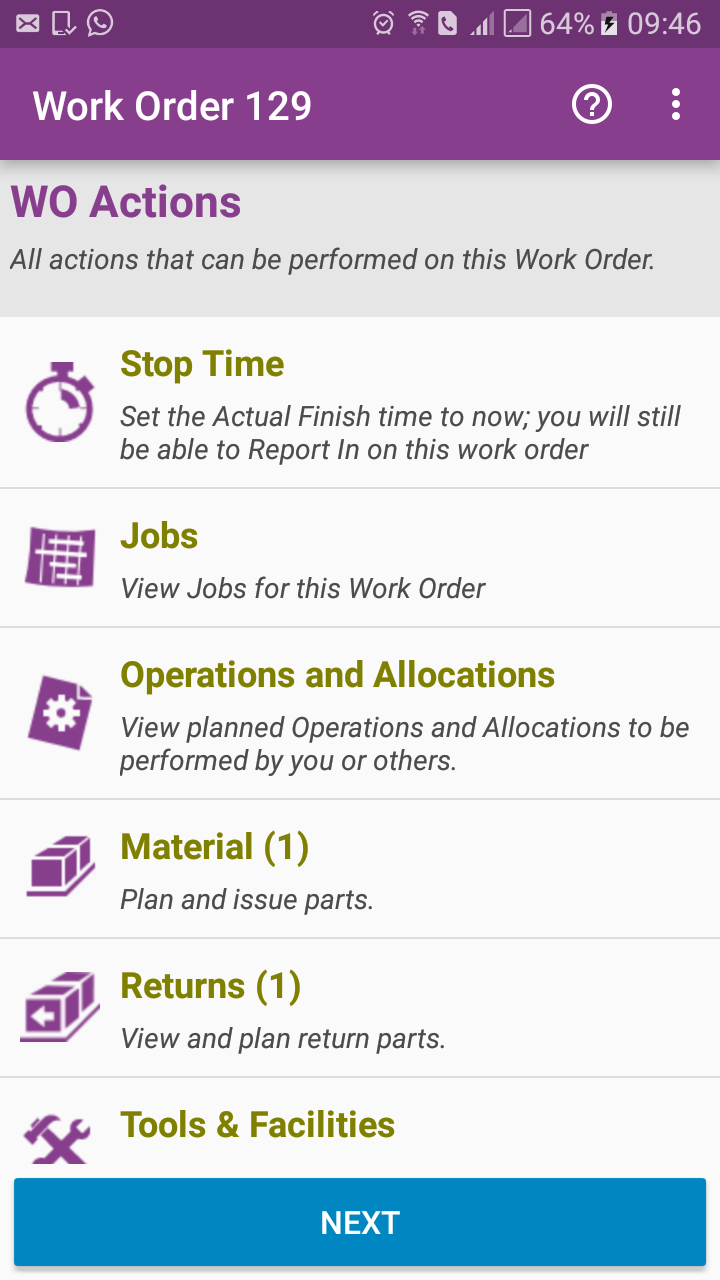 64% 09:46
Work Order 129
WO Actions
All actions that can be performed on this Work Order.
Stop Time
Set the Actual Finish time to now; you will still
be able to Report In on this work order
Jobs
View Jobs for this Work Order
Operations and Allocations
View planned Operations and Allocations to be
performed by you or others.
Material (1)
Plan and issue parts.
Returns (1)
View and plan return parts.
Tools & Facilities
NEXT